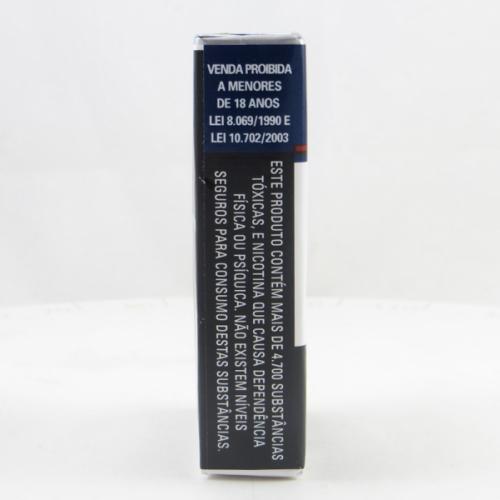 VENDA PROIBIDA
A MENORES
DE 18 ANOS
LEI 8.069/1990 E
LEI 10.702/2003
ESTE PRODUTO CONTÉM MAIS DE 4.700 SUBSTÂNCIAS
TÓXICAS, E NICOTINA QUE CAUSA DEPENDÊNCIA
FÍSICA OU PSÍQUICA. NÃO EXISTEM NÍVEIS
SEGUROS PARA CONSUMO DESTAS SUBSTÂNCIAS.